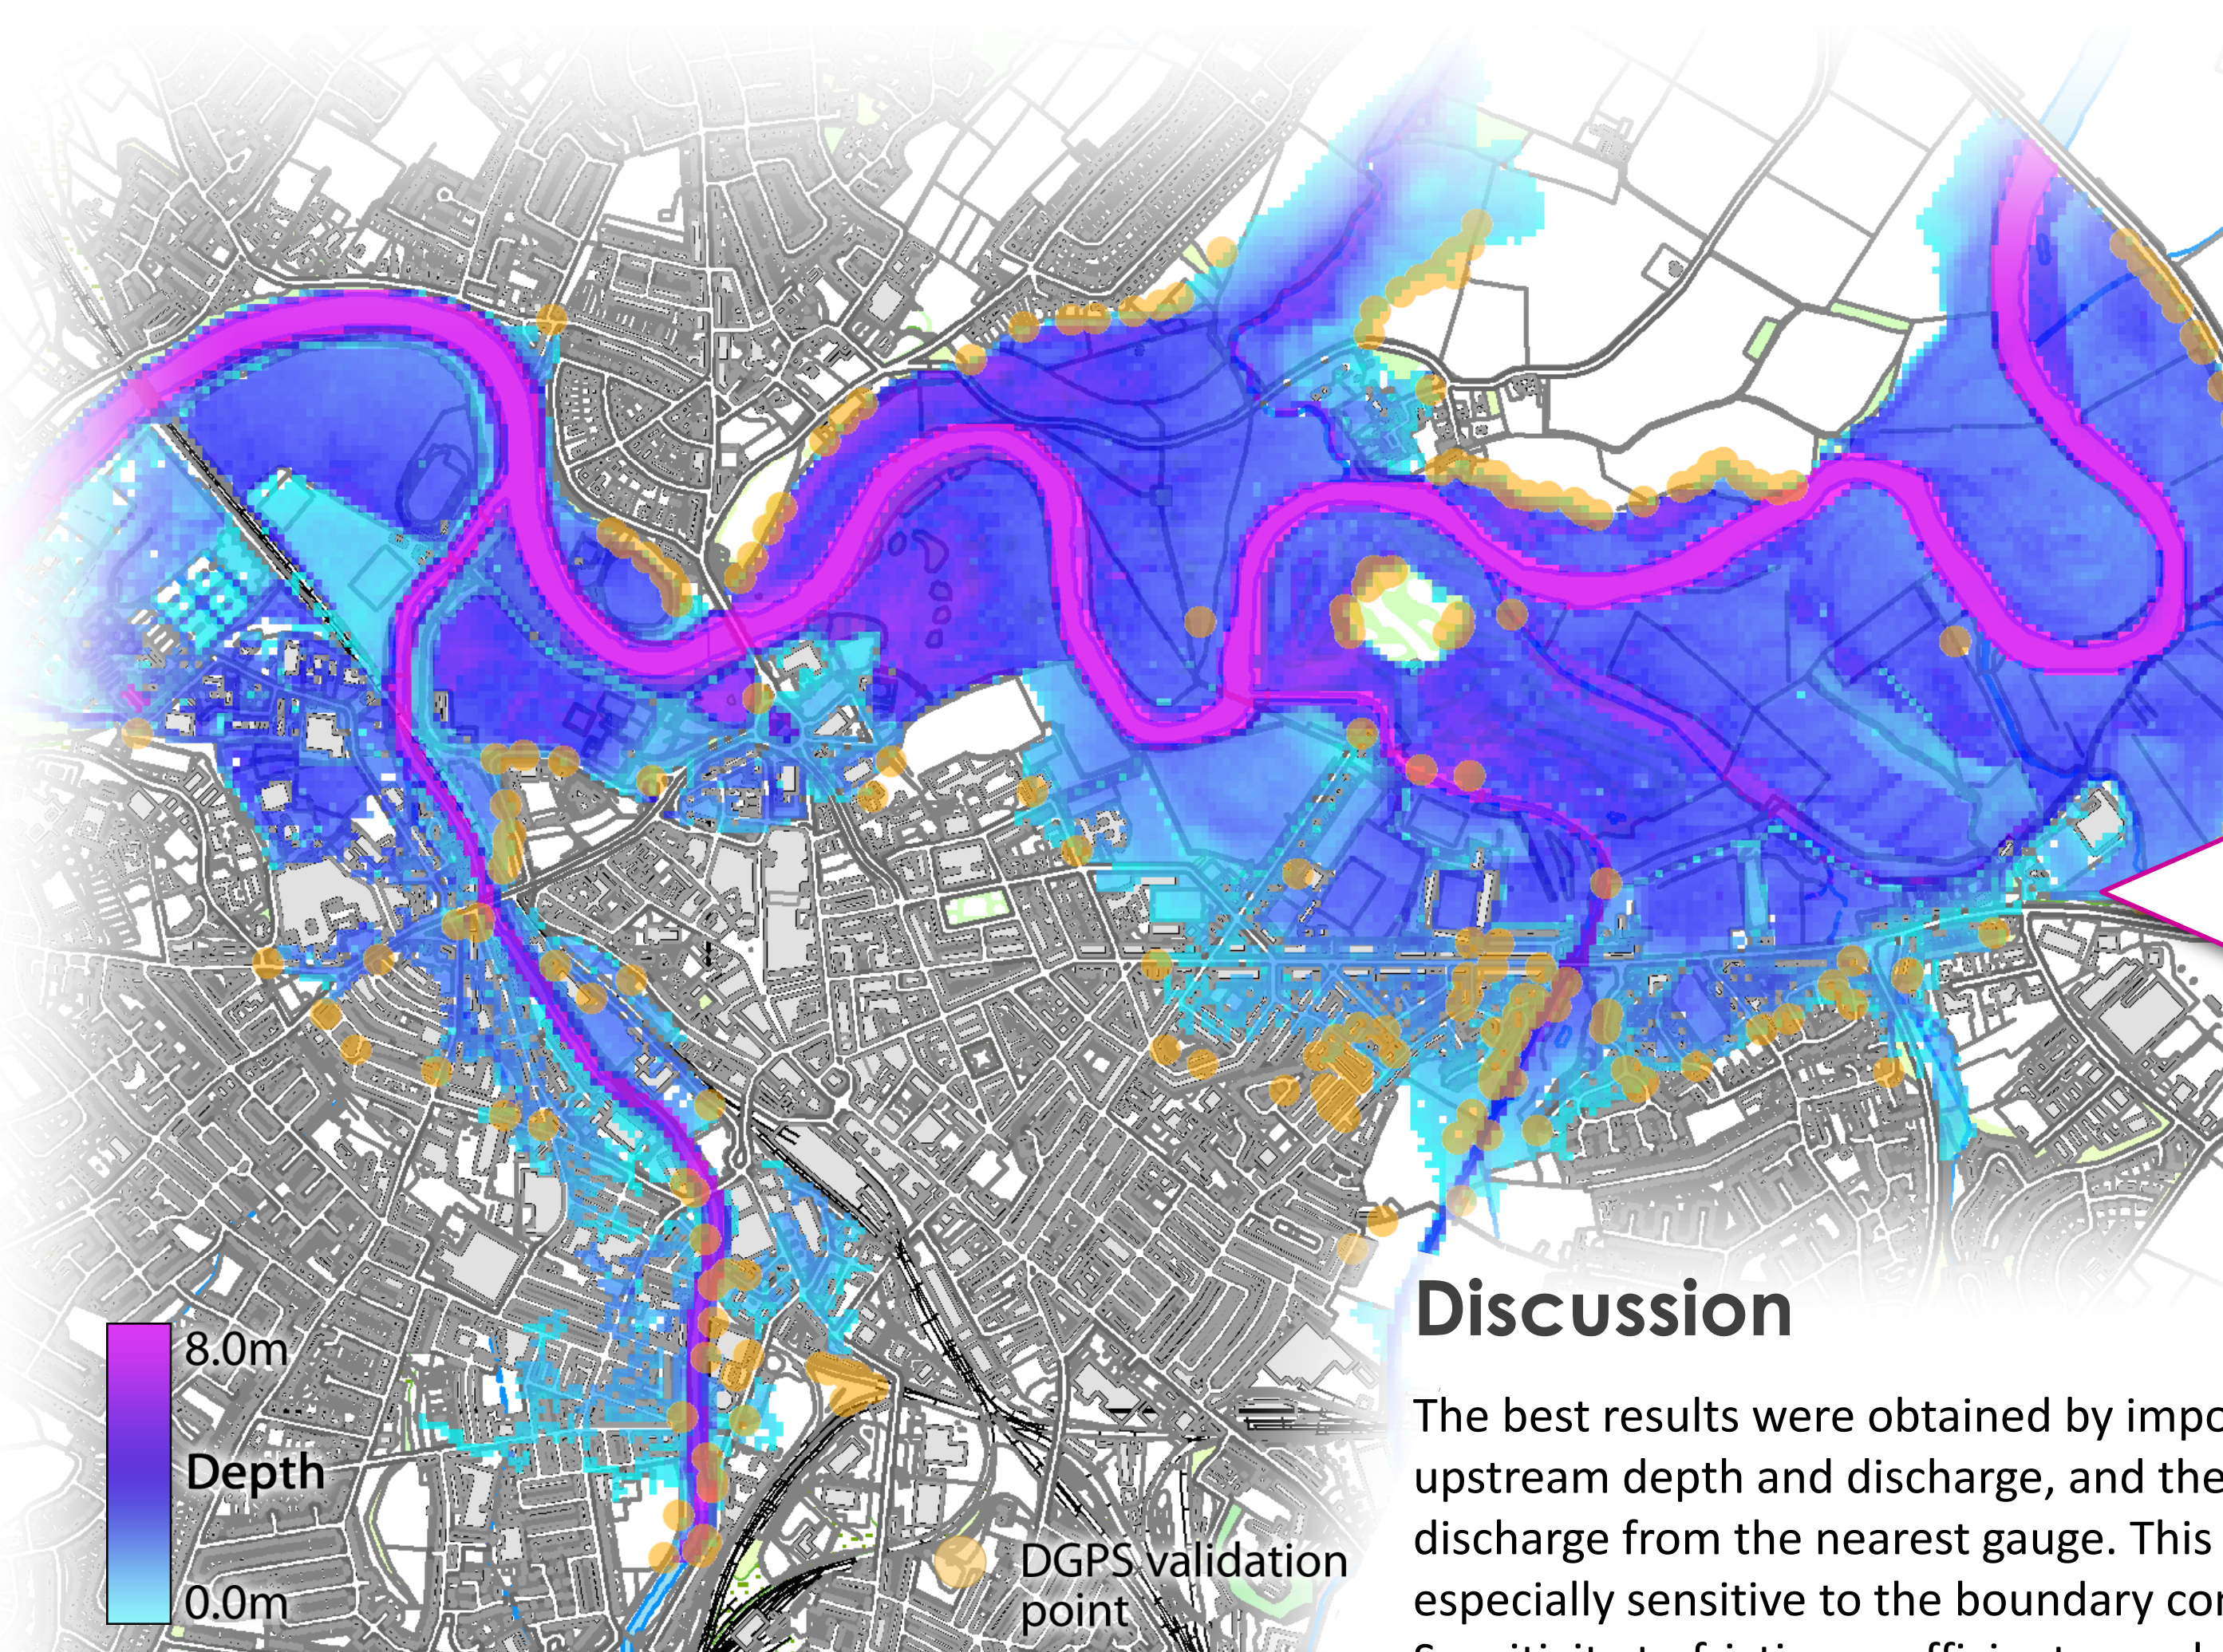 8.0m
Depth
0.0m
DGPS validation
point
Discussion
The best results were obtained by impo
upstream depth and discharge, and the
discharge from the nearest gauge. This
especially sensitive to the boundary co